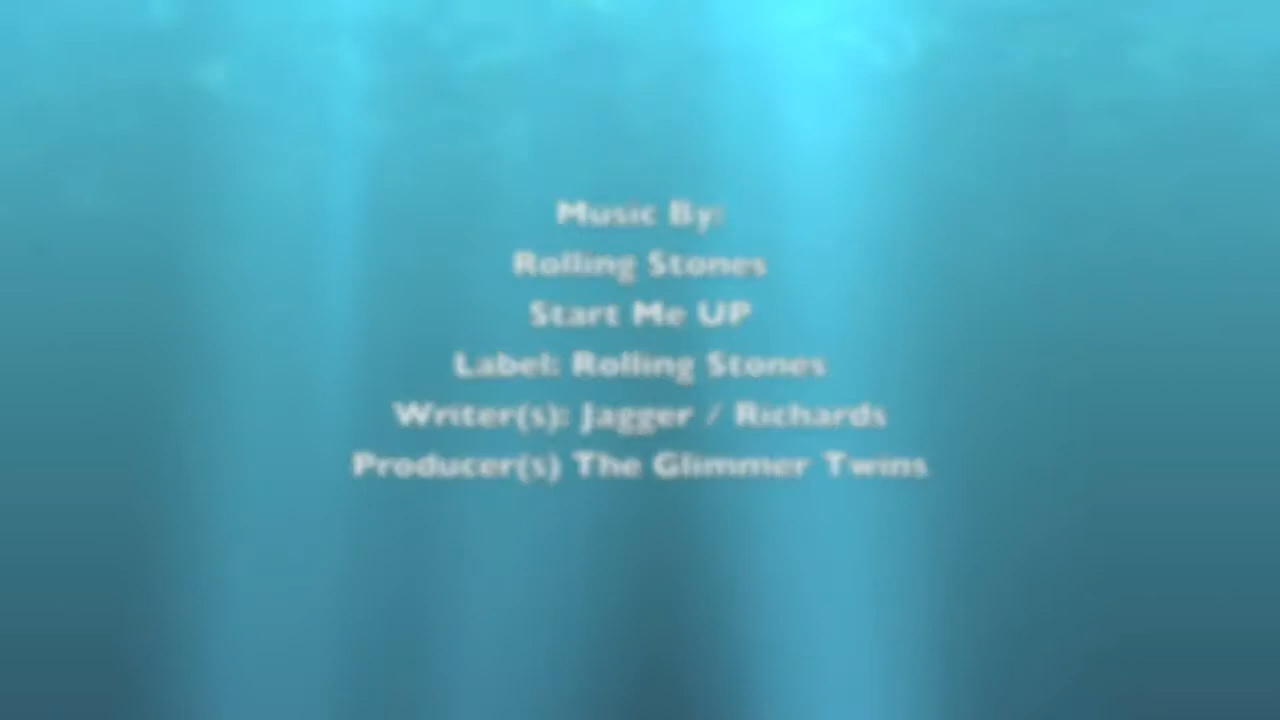 Music By:
Rolling Stones
Start Me UP
Label: Rolling Stones
Writer(s): Jagger / Richards
Producer(s) The Glimmer Twins